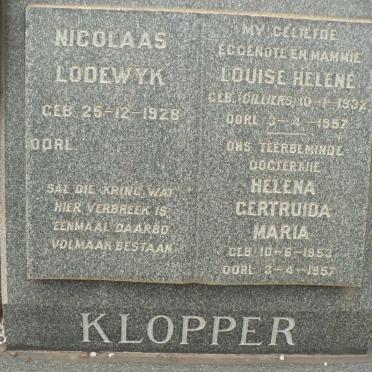 NICOLAAS
LODEWYK
GEB. 25-12-1928
OORL.
SAL DIE KRING WAT
HIER VERBREEK IS
EENMAAL DAARBO
VOLMAAK BESTAAN
MY GELIEFDE
EGGENOTE EN MAMMIE
LOUISE HELENE
GEB. (CILLIERS) 10-1-1932
OORL. 3-4-1957
ONS TEERBEMINDE
DOGTERTJIE
HELENA
GERTRUIDA
MARIA
GEB. 10-6-1953
OORL. 3-4-1957
KLOPPER